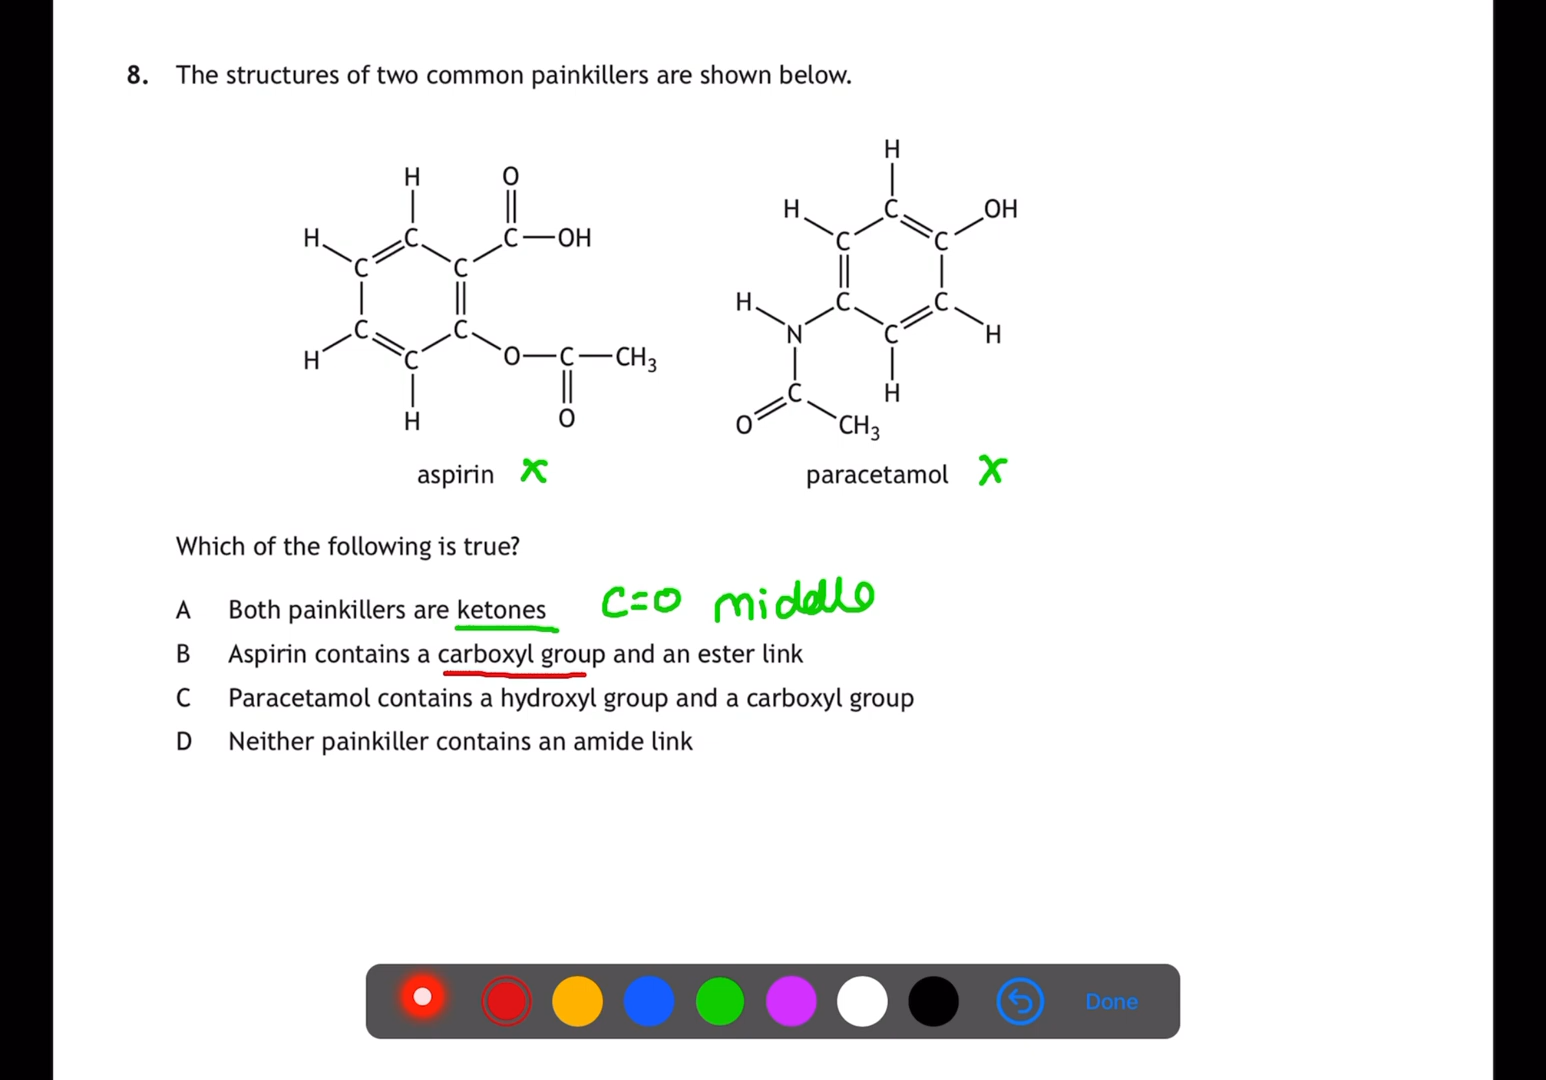 8. The structures of two common painkillers are shown below.
H
H O
H OH
H C—OH C
C C C
C C
H C C
C C N C H
H C O—C—CH₃
C H
H O O CH₃
aspirin x paracetamol x
Which of the following is true?
A Both painkillers are ketones C=O middle
B Aspirin contains a carboxyl group and an ester link
C Paracetamol contains a hydroxyl group and a carboxyl group
D Neither painkiller contains an amide link
Done